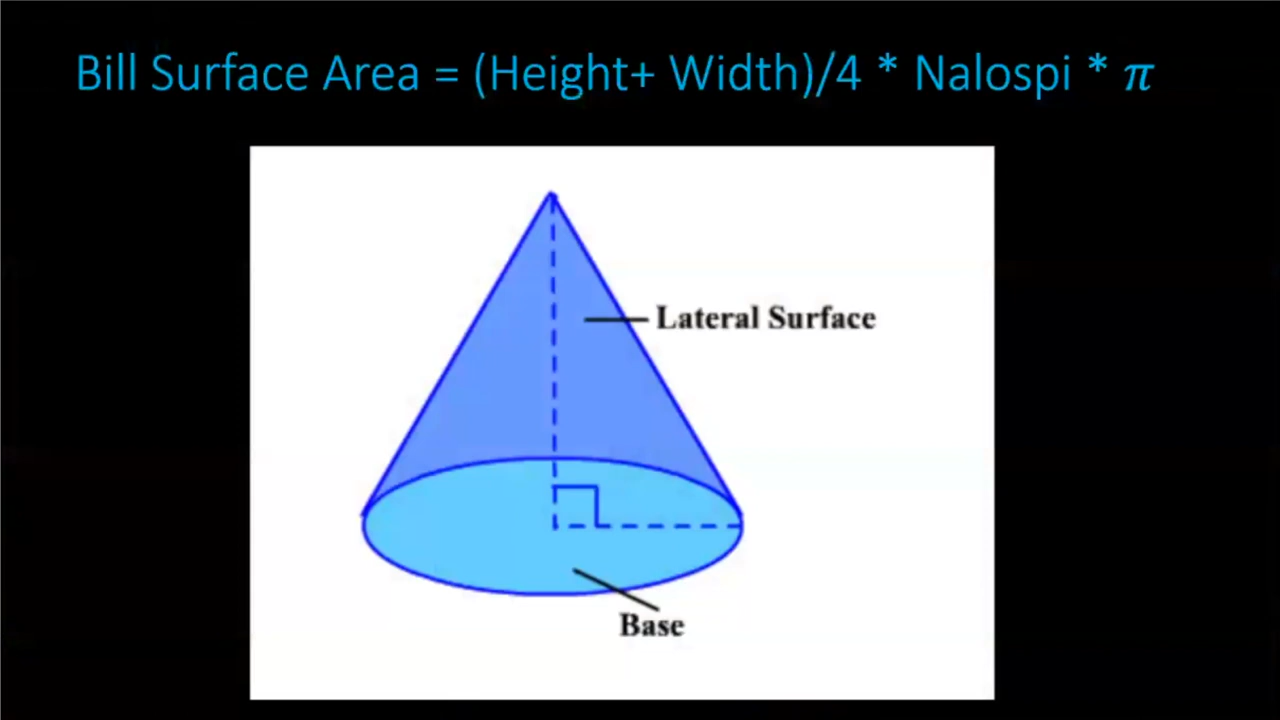 Bill Surface Area = (Height+ Width)/4 * Nalospi * π
Lateral Surface
Base